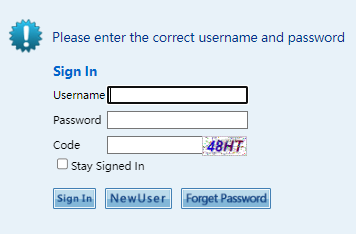 Please enter the correct username and password
Sign In
Username
Password
Code 48HT
Stay Signed In
Sign In NewUser Forget Password